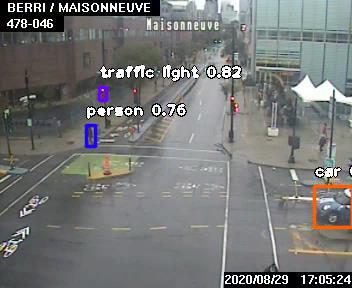 BERRI / MAISONNEUVE
478-046
Maisonneuve
traffic light 0.82
person 0.76
car
2020/08/29 17:05:24